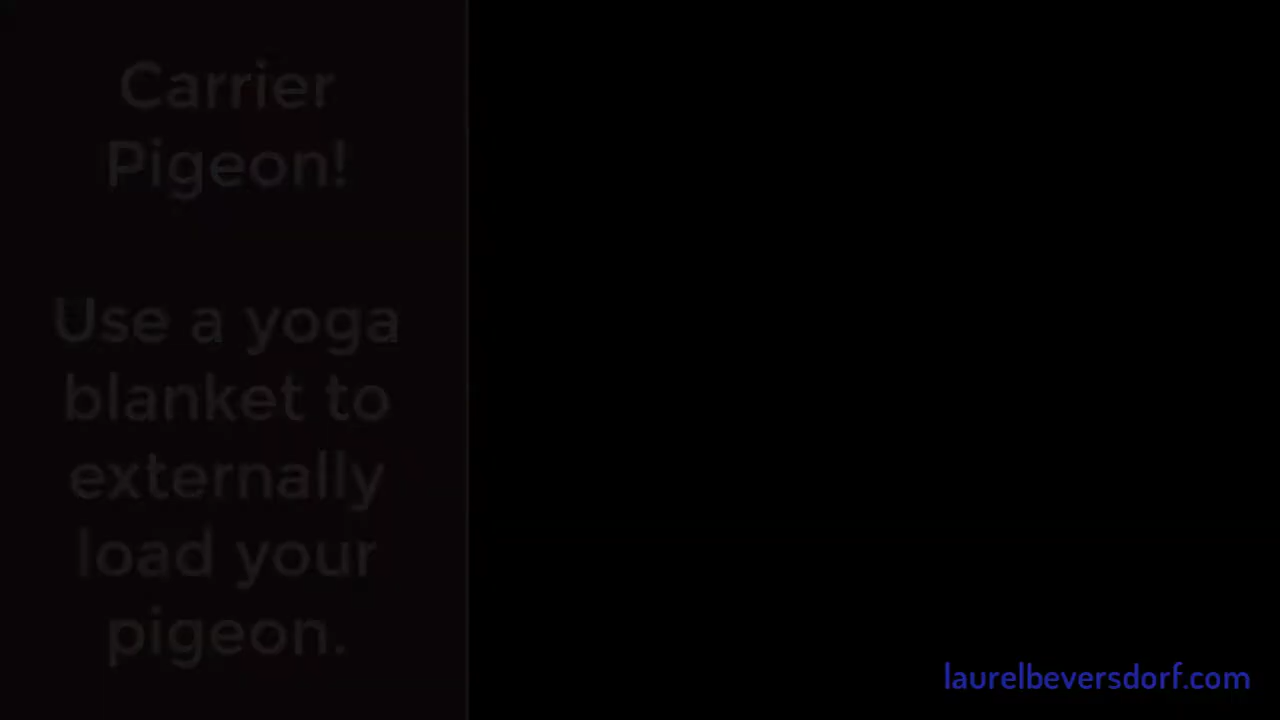 Carrier
Pigeon!
Use a yoga
blanket to
externally
load your
pigeon.
laurelbeversdorf.com